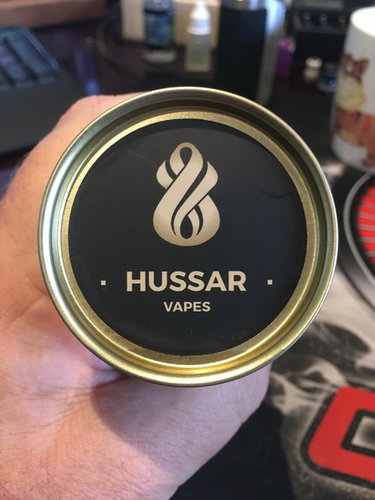 · HUSSAR ·
VAPES